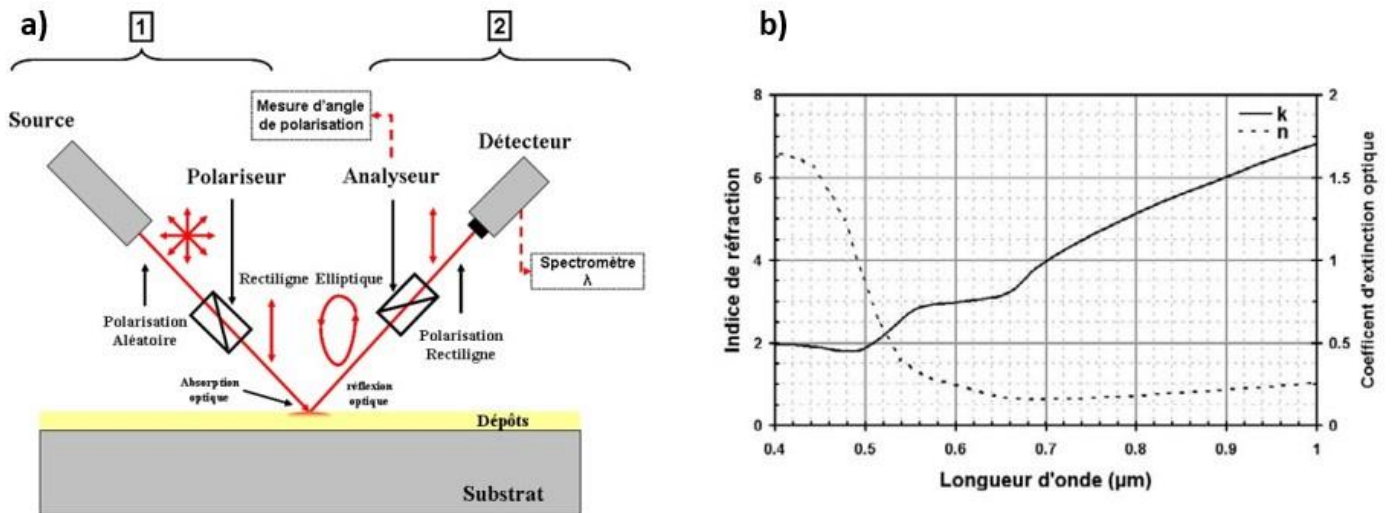 a)
1
2
Source
Mesure d'angle
de polarisation
Détecteur
Polariseur
Analyseur
Rectiligne
Elliptique
Spectromètre
λ
Polarisation
Aléatoire
Polarisation
Rectiligne
Absorption
optique
réflexion
optique
Dépôts
Substrat
b)
8
6
4
2
0
Indice de réfraction
k
n
2
1.5
1
0.5
0
Coefficent d'extinction optique
0.4
0.5
0.6
0.7
0.8
0.9
1
Longueur d'onde (µm)